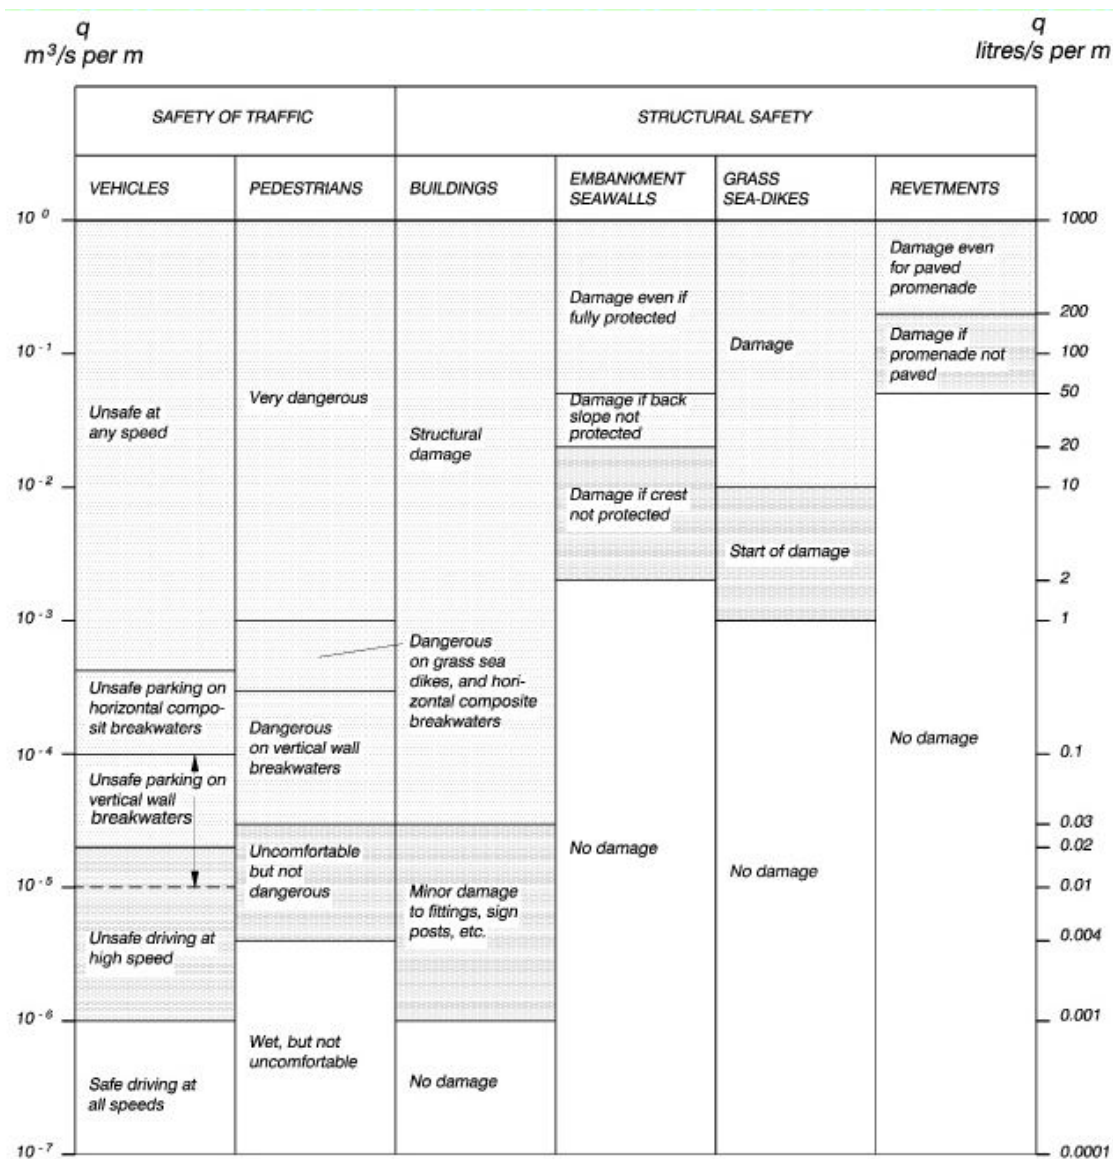 q
m³/s per m
q
litres/s per m
SAFETY OF TRAFFIC
STRUCTURAL SAFETY
VEHICLES
PEDESTRIANS
BUILDINGS
EMBANKMENT
SEAWALLS
GRASS
SEA-DIKES
REVETMENTS
10⁰
10⁻¹
10⁻²
10⁻³
10⁻⁴
10⁻⁵
10⁻⁶
10⁻⁷
Unsafe at
any speed
Unsafe parking on
horizontal compo-
sit breakwaters
Unsafe parking on
vertical wall
breakwaters
Unsafe driving at
high speed
Safe driving at
all speeds
Very dangerous
Dangerous
on vertical wall
breakwaters
Uncomfortable
but not
dangerous
Wet, but not
uncomfortable
Structural
damage
Dangerous
on grass sea
dikes, and hori-
zontal composite
breakwaters
Minor damage
to fittings, sign
posts, etc.
No damage
Damage even if
fully protected
Damage if back
slope not
protected
Damage if crest
not protected
No damage
Damage
Start of damage
No damage
Damage even
for paved
promenade
Damage if
promenade not
paved
No damage
1000
200
100
50
20
10
2
1
0.1
0.03
0.02
0.01
0.004
0.001
0.0001